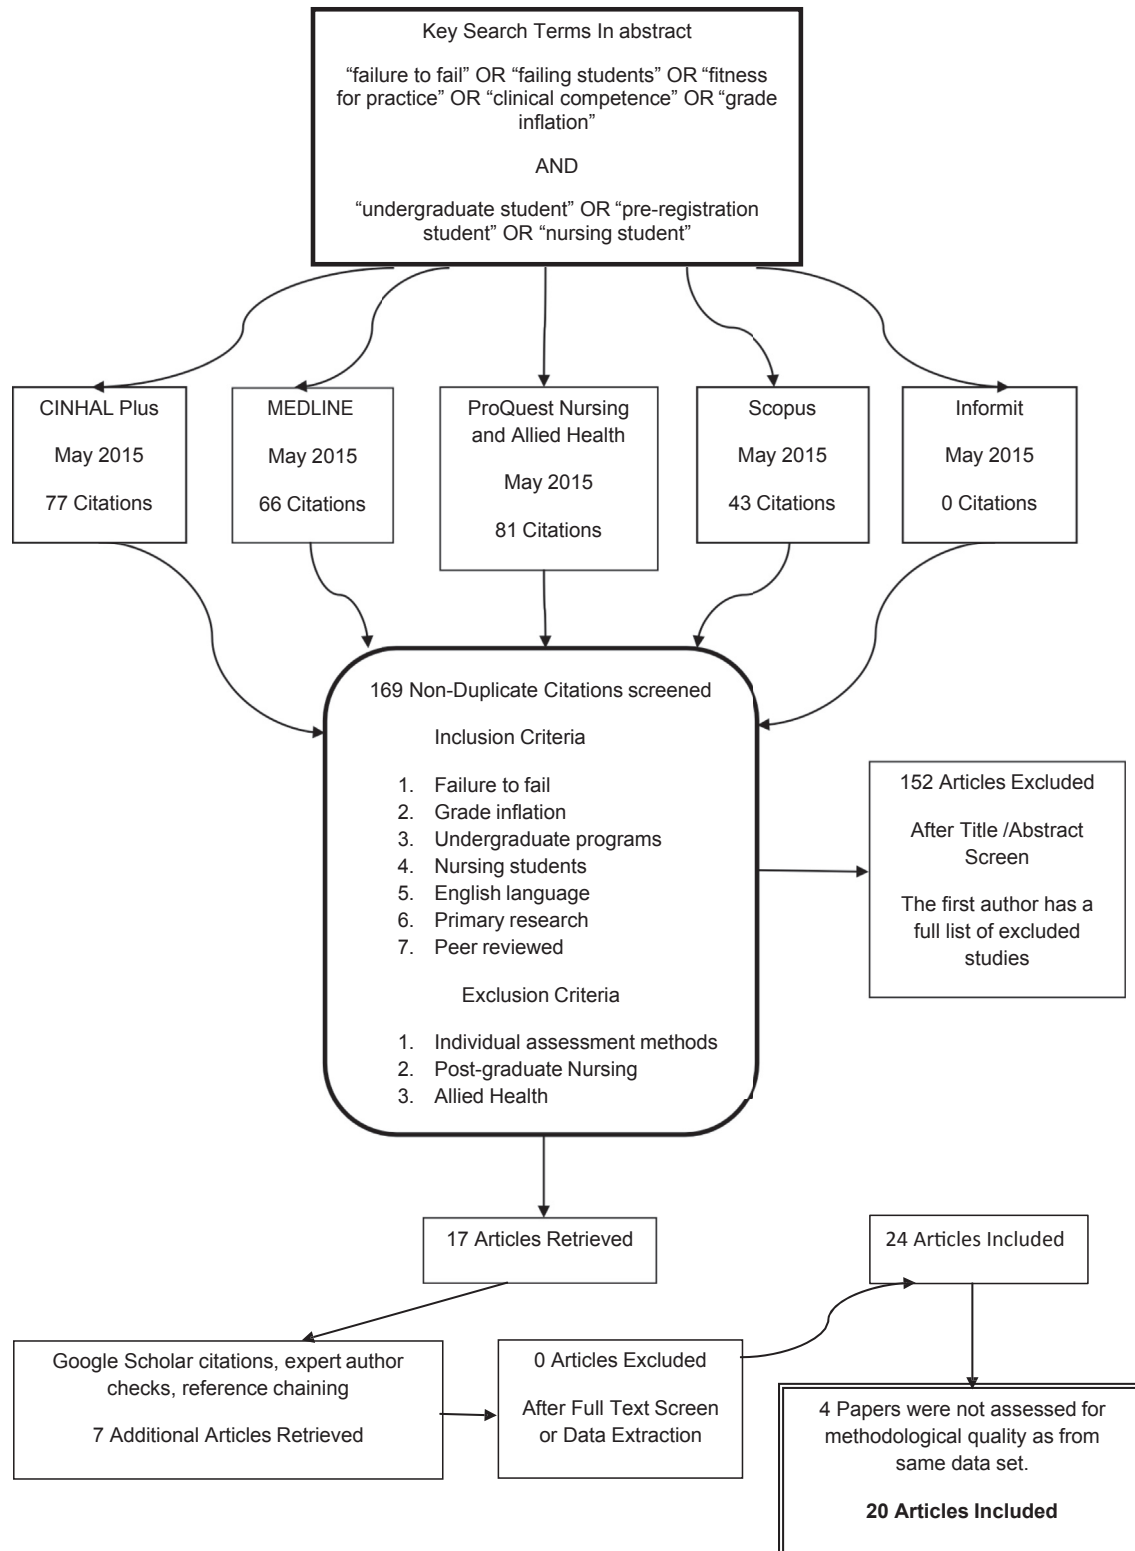 Key Search Terms In abstract
“failure to fail” OR “failing students” OR “fitness
for practice” OR “clinical competence” OR “grade
inflation”
AND
“undergraduate student” OR “pre-registration
student” OR “nursing student”
CINHAL Plus
May 2015
77 Citations
MEDLINE
May 2015
66 Citations
ProQuest Nursing
and Allied Health
May 2015
81 Citations
Scopus
May 2015
43 Citations
Informit
May 2015
0 Citations
169 Non-Duplicate Citations screened
Inclusion Criteria
1. Failure to fail
2. Grade inflation
3. Undergraduate programs
4. Nursing students
5. English language
6. Primary research
7. Peer reviewed
Exclusion Criteria
1. Individual assessment methods
2. Post-graduate Nursing
3. Allied Health
152 Articles Excluded
After Title /Abstract
Screen
The first author has a
full list of excluded
studies
17 Articles Retrieved
Google Scholar citations, expert author
checks, reference chaining
7 Additional Articles Retrieved
0 Articles Excluded
After Full Text Screen
or Data Extraction
24 Articles Included
4 Papers were not assessed for
methodological quality as from
same data set.
20 Articles Included